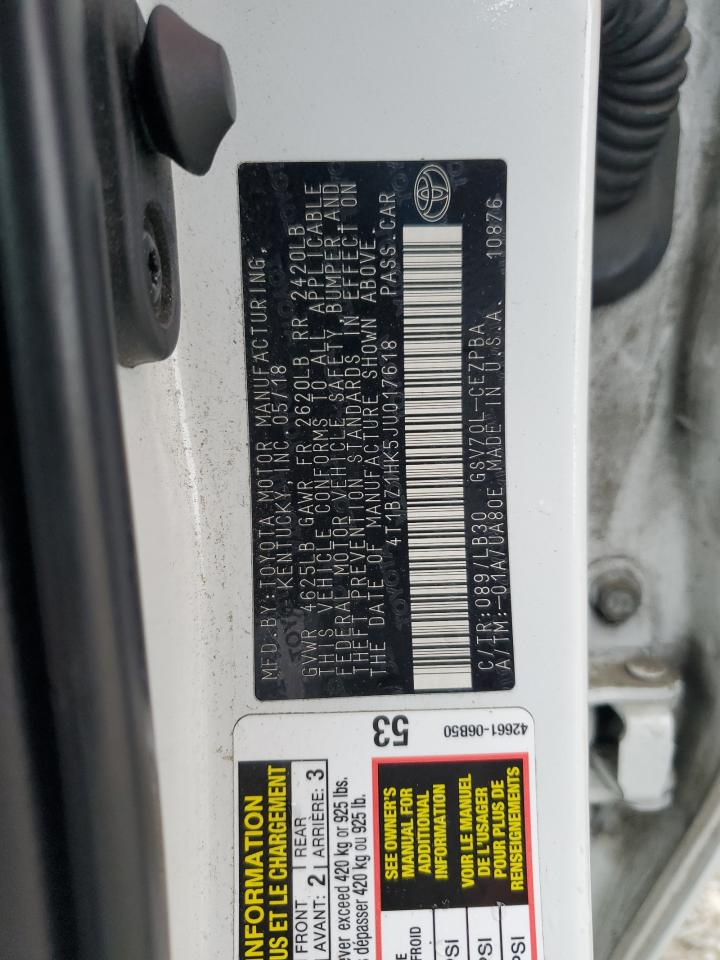 MFD.BY:TOYOTA MOTOR MANUFACTURING,
KENTUCKY, INC. 05/18
GVWR 4625LB GAWR FR 2620LB RR 2420LB
THIS VEHICLE CONFORMS TO ALL APPLICABLE
FEDERAL MOTOR VEHICLE SAFETY, BUMPER, AND
THEFT PREVENTION STANDARDS IN EFFECT ON
THE DATE OF MANUFACTURE SHOWN ABOVE.
4T1BZ1HK5JU017618 PASS.CAR
C/TR:089/LB30 GSV70L-CEZPBA
A/TM:-01A/UA80E MADE IN U.S.A. 10876
53
42661-06B50
INFORMATION
US ET LE CHARGEMENT
FRONT 2 REAR 3
AVANT: ARRIÈRE:
ver exceed 420 kg or 925 lbs.
s dépasser 420 kg ou 925 lb.
SEE OWNER'S
MANUAL FOR
ADDITIONAL
INFORMATION
VOIR LE MANUEL
DE L'USAGER
POUR PLUS DE
RENSEIGNEMENTS
FROID
PSI
PSI
PSI